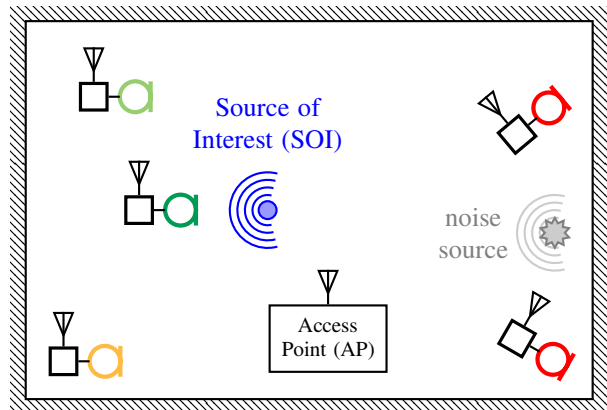 Source of
Interest (SOI)
noise
source
Access
Point (AP)